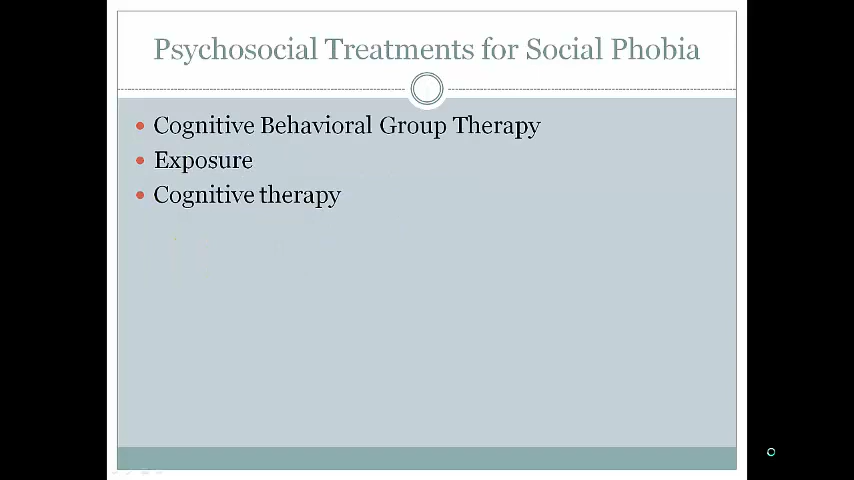 Psychosocial Treatments for Social Phobia
Cognitive Behavioral Group Therapy
Exposure
Cognitive therapy